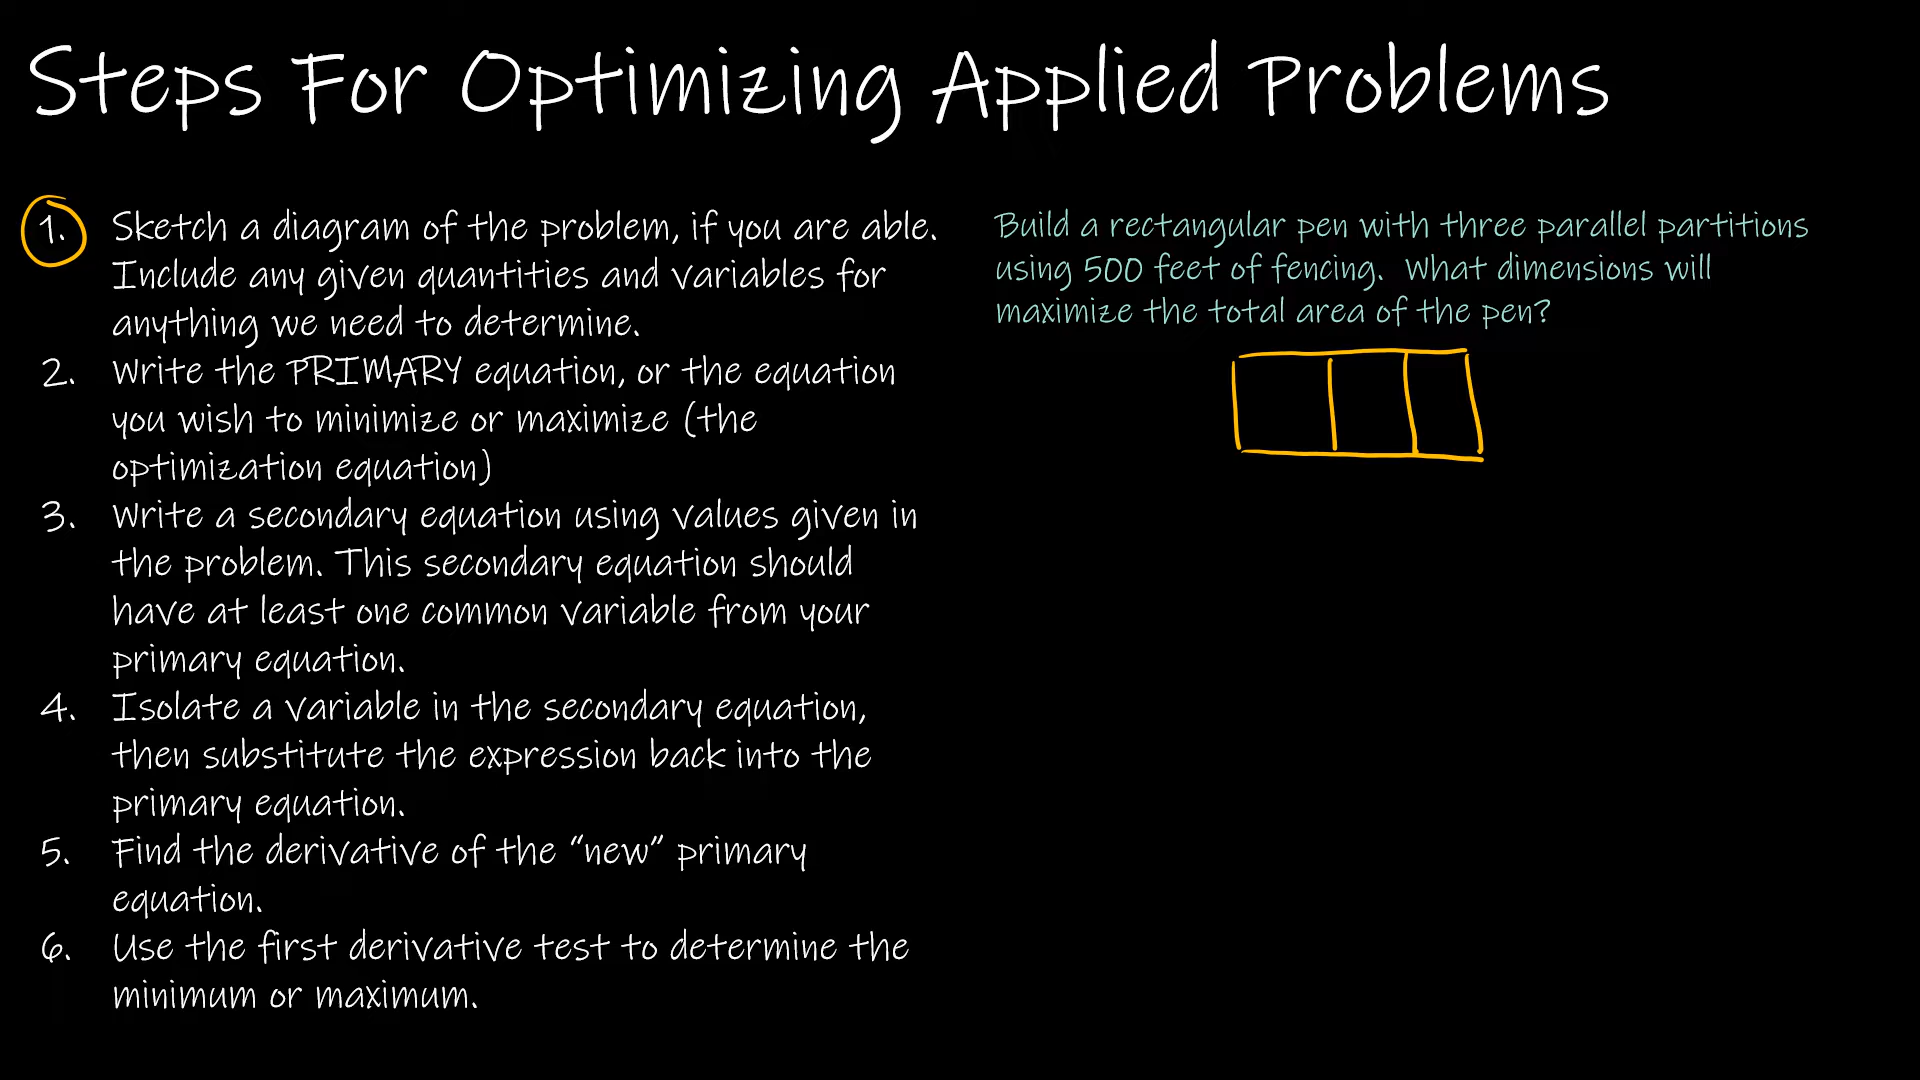 Steps For Optimizing Applied Problems
1. Sketch a diagram of the problem, if you are able.
Include any given quantities and variables for
anything we need to determine.
2. Write the PRIMARY equation, or the equation
you wish to minimize or maximize (the
optimization equation)
3. Write a secondary equation using values given in
the problem. This secondary equation should
have at least one common variable from your
primary equation.
4. Isolate a variable in the secondary equation,
then substitute the expression back into the
primary equation.
5. Find the derivative of the “new” primary
equation.
6. Use the first derivative test to determine the
minimum or maximum.
Build a rectangular pen with three parallel partitions
using 500 feet of fencing. What dimensions will
maximize the total area of the pen?